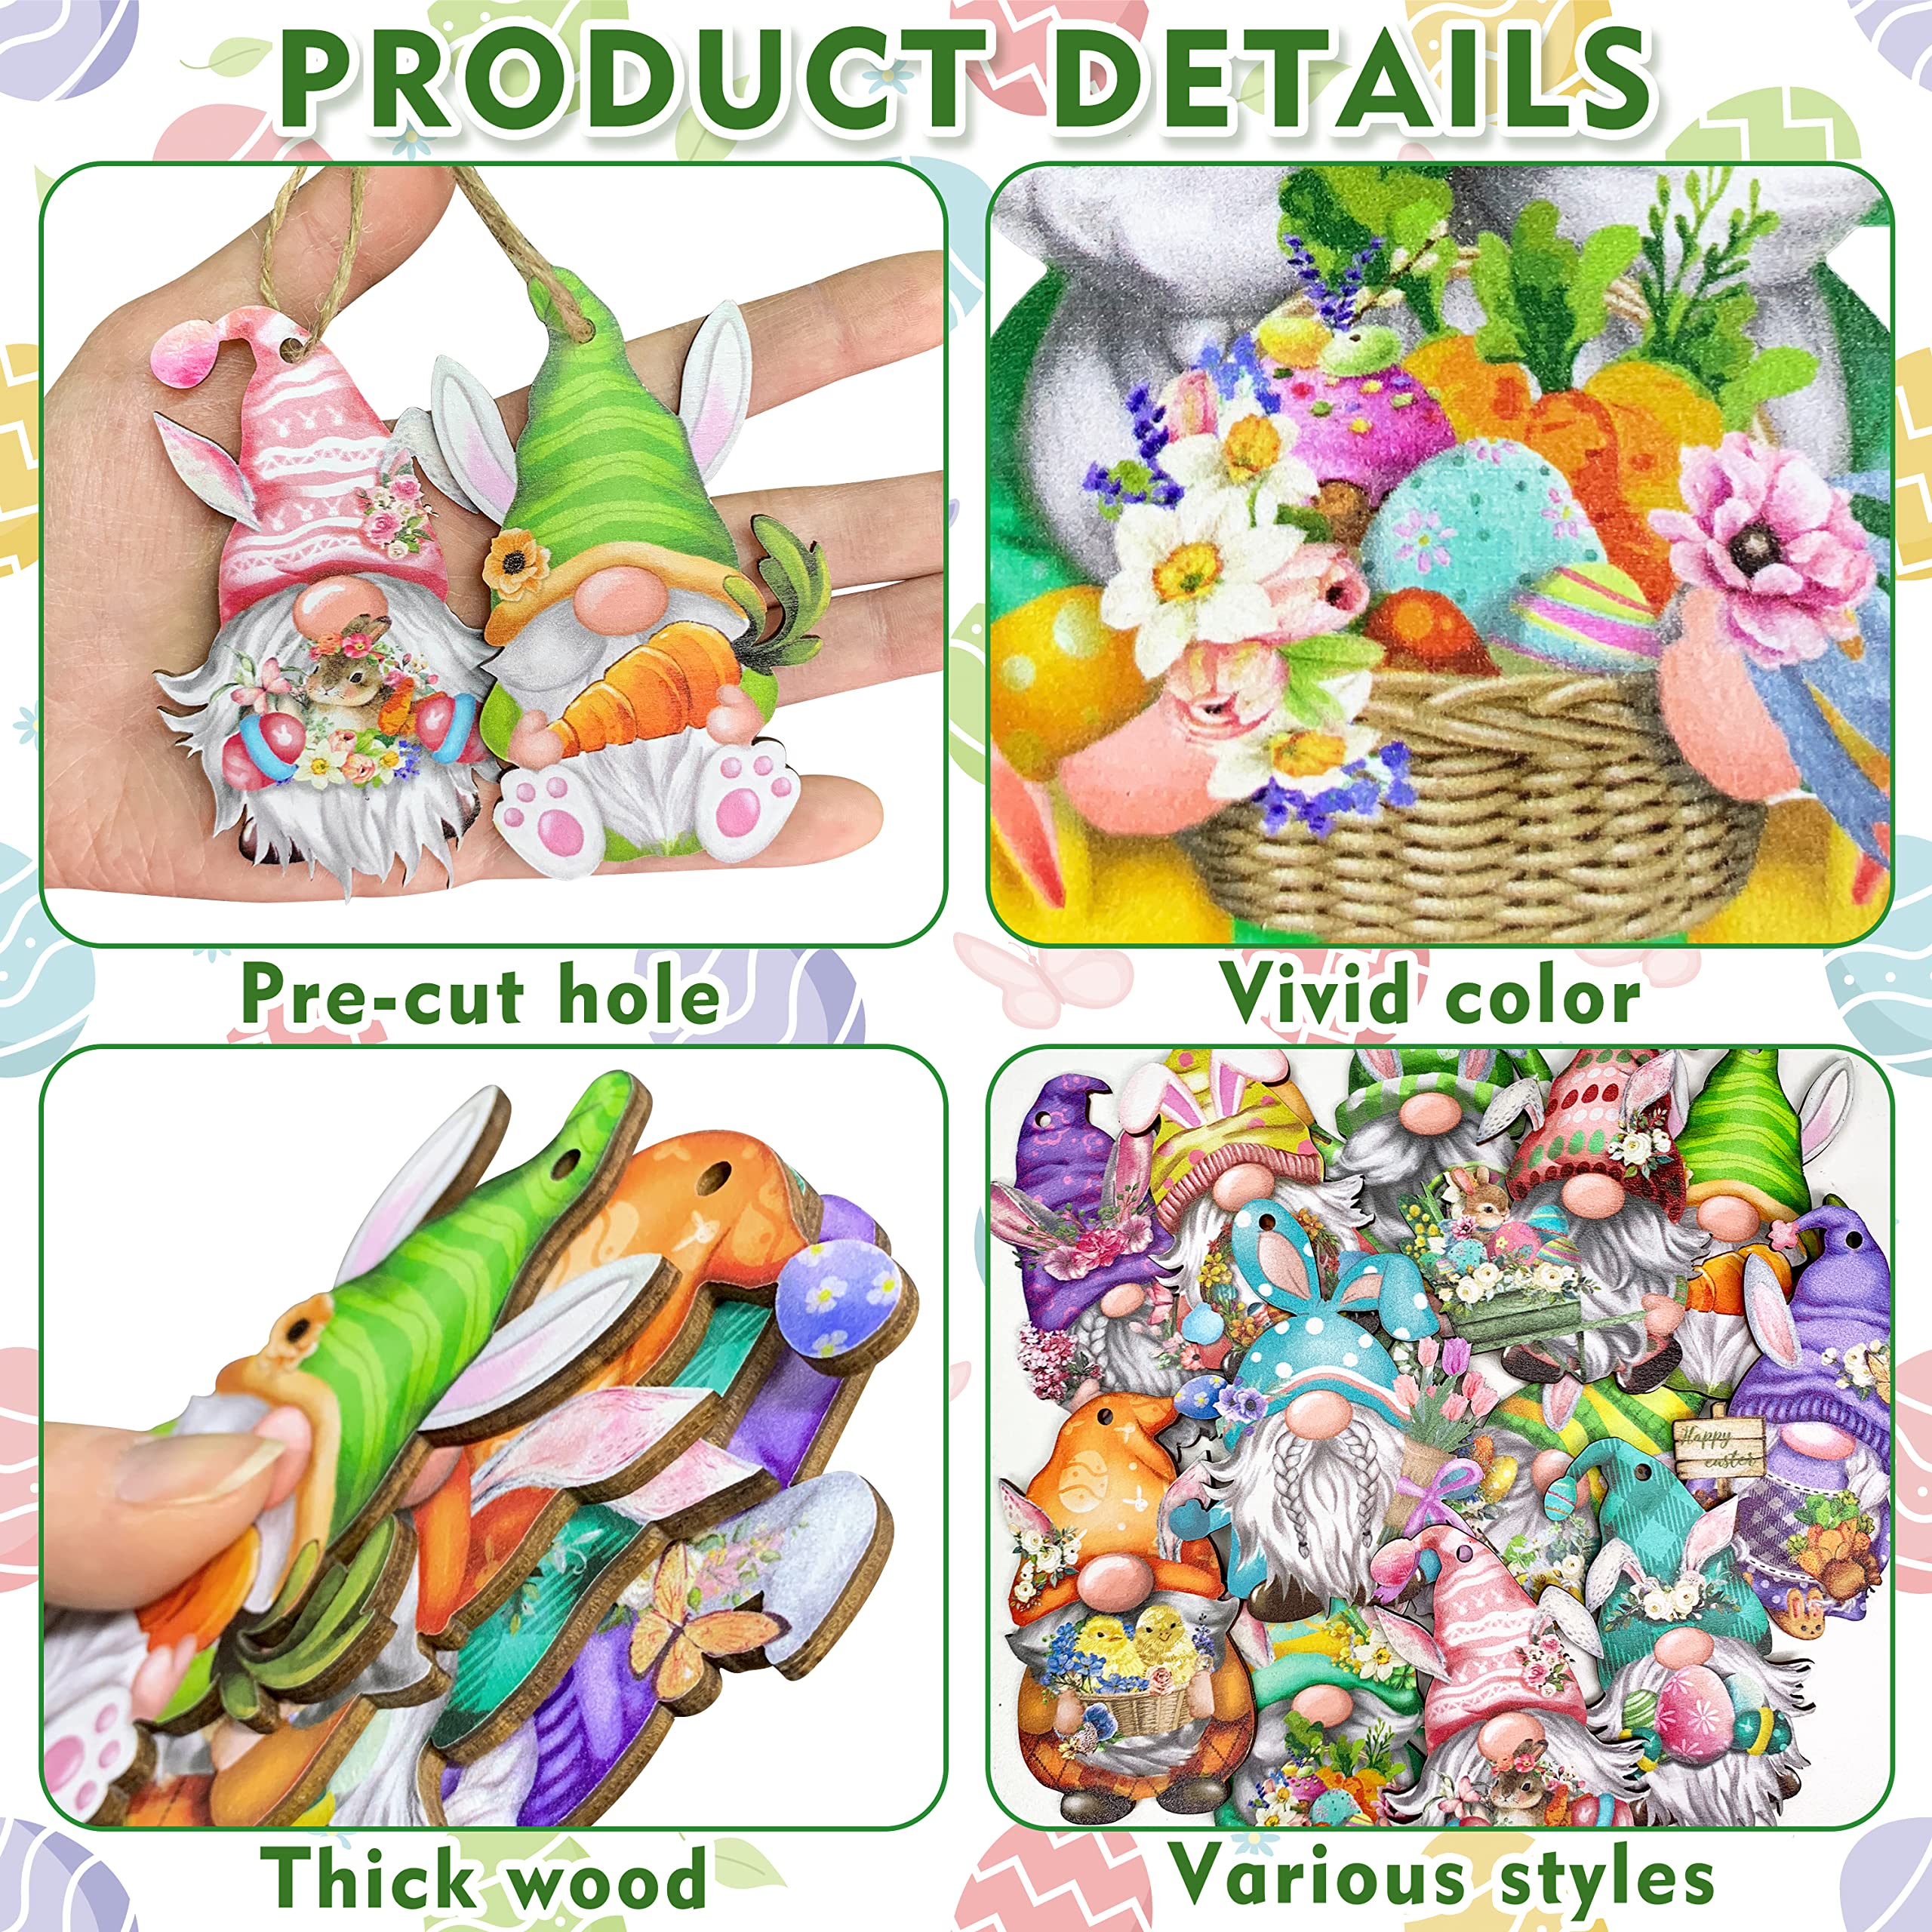 PRODUCT DETAILS
Pre-cut hole
Vivid color
Happy
easter
Thick wood
Various styles